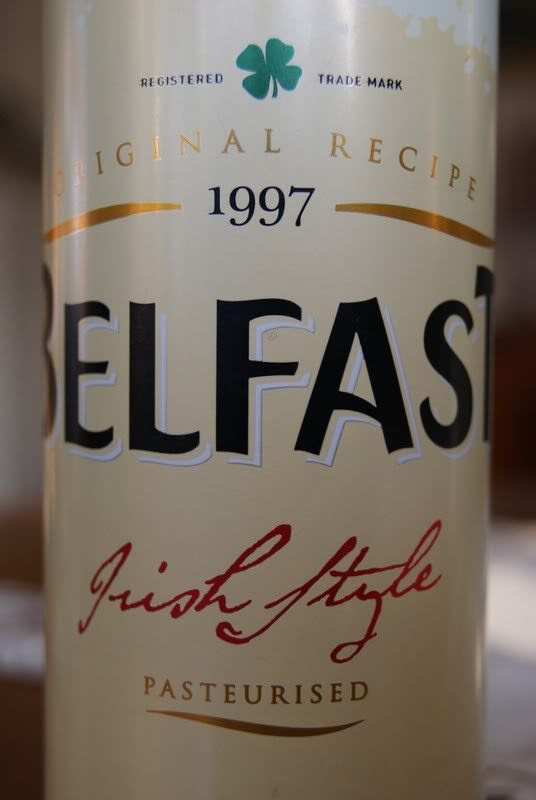 REGISTERED TRADE MARK
ORIGINAL RECIPE
1997
BELFAST
Irish Style
PASTEURISED